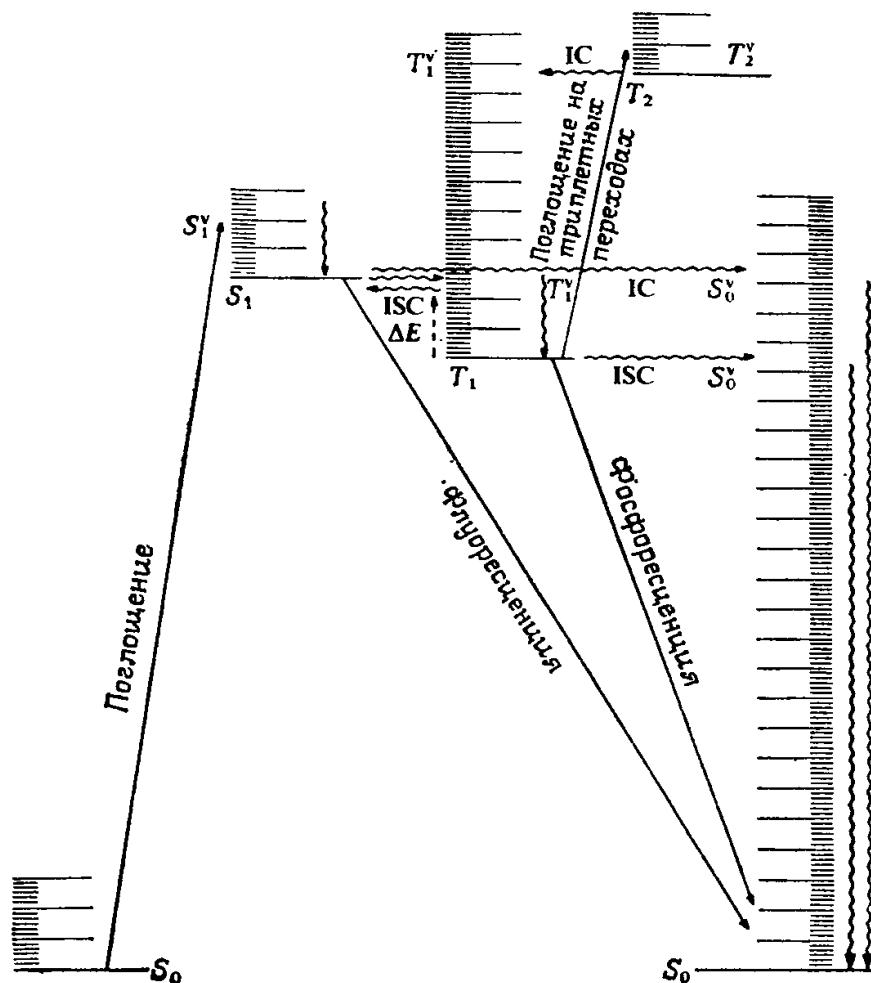 T₁ᵛ
IC
T₂ᵛ
T₂
Поглощение на
триплетных
переходах
S₁ᵛ
S₁
ISC
ΔE
T₁ᵛ
IC
S₀ᵛ
T₁
ISC
S₀ᵛ
Поглощение
Флуоресценция
Фосфоресценция
S₀
S₀